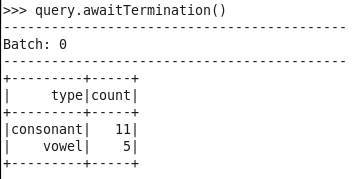 >>> query.awaitTermination()
-------------------------------------------
Batch: 0
-------------------------------------------
+---------+-----+
|     type|count|
+---------+-----+
|consonant|   11|
|    vowel|    5|
+---------+-----+